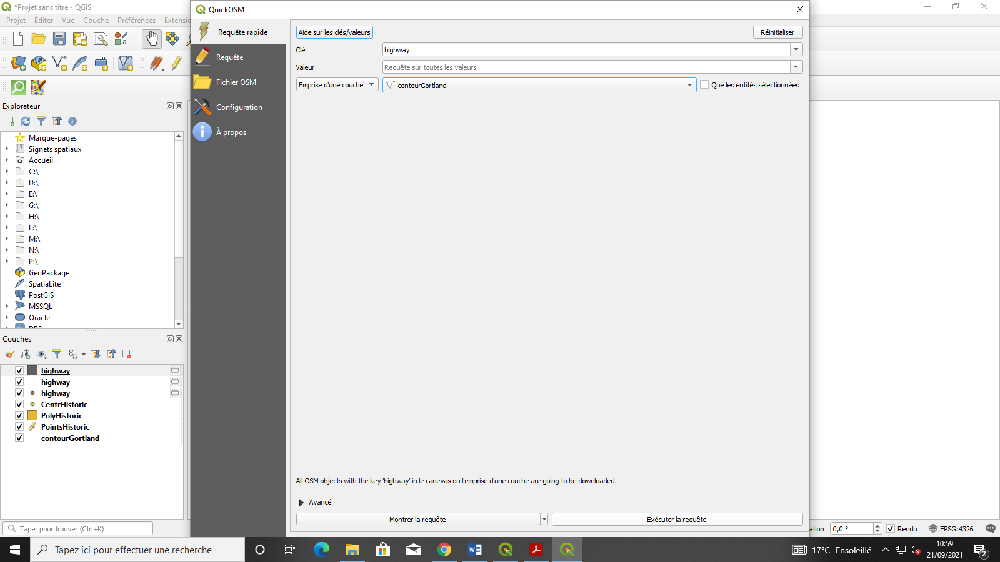 *Projet sans titre - QGIS
Projet Éditer Vue Couche Préférences Extensio
Explorateur
Marque-pages
Signets spatiaux
Accueil
C:\
D:\
E:\
G:\
H:\
L:\
M:\
N:\
P:\
GeoPackage
SpatiaLite
PostGIS
MSSQL
Oracle
DB2
Couches
highway
highway
highway
CentrHistoric
PolyHistoric
PointsHistoric
contourGortland
Taper pour trouver (Ctrl+K)
QuickOSM
Requête rapide
Requête
Fichier OSM
Configuration
À propos
Aide sur les clés/valeurs
Réinitialiser
Clé
highway
Valeur
Requête sur toutes les valeurs
Emprise d'une couche
contourGortland
Que les entités sélectionnées
All OSM objects with the key 'highway' in le canevas ou l'emprise d'une couche are going to be downloaded.
Avancé
Montrer la requête
Exécuter la requête
ation
0,0 °
Rendu
EPSG:4326
Tapez ici pour effectuer une recherche
17°C Ensoleillé
10:59
21/09/2021
2